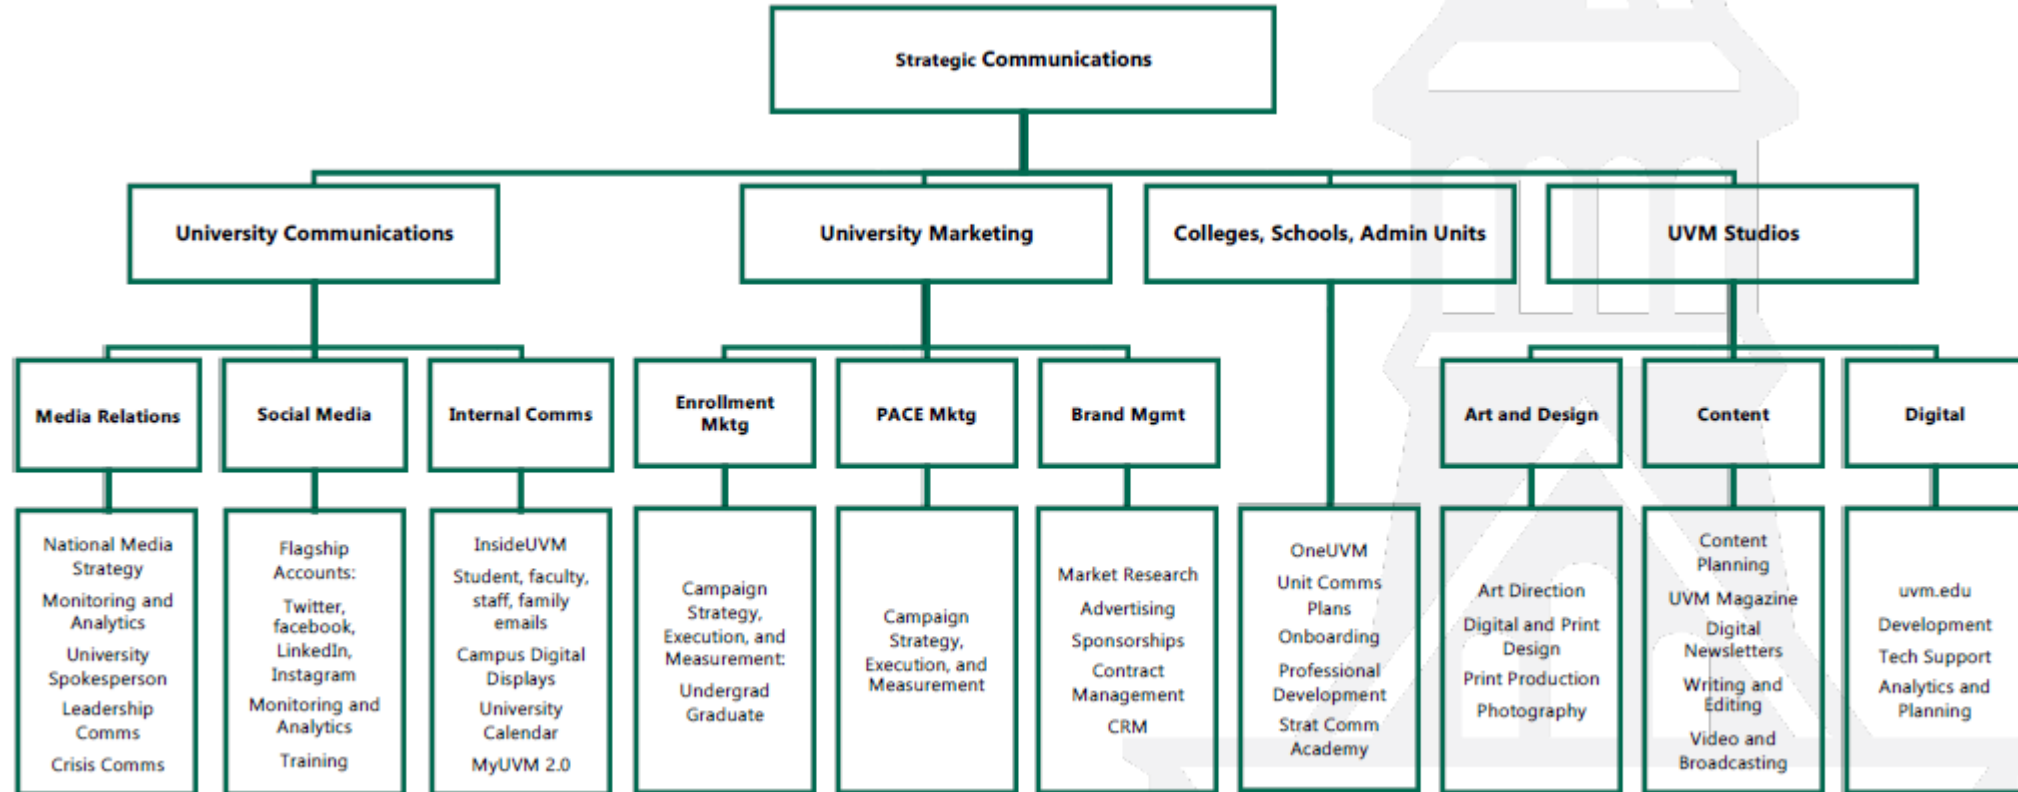 Strategic Communications
University Communications
University Marketing
Colleges, Schools, Admin Units
UVM Studios
Media Relations
Social Media
Internal Comms
Enrollment
Mktg
PACE Mktg
Brand Mgmt
Art and Design
Content
Digital
National Media
Strategy
Monitoring and
Analytics
University
Spokesperson
Leadership
Comms
Crisis Comms
Flagship
Accounts:
Twitter,
facebook,
LinkedIn,
Instagram
Monitoring and
Analytics
Training
InsideUVM
Student, faculty,
staff, family
emails
Campus Digital
Displays
University
Calendar
MyUVM 2.0
Campaign
Strategy,
Execution, and
Measurement:
Undergrad
Graduate
Campaign
Strategy,
Execution, and
Measurement
Market Research
Advertising
Sponsorships
Contract
Management
CRM
OneUVM
Unit Comms
Plans
Onboarding
Professional
Development
Strat Comm
Academy
Art Direction
Digital and Print
Design
Print Production
Photography
Content
Planning
UVM Magazine
Digital
Newsletters
Writing and
Editing
Video and
Broadcasting
uvm.edu
Development
Tech Support
Analytics and
Planning